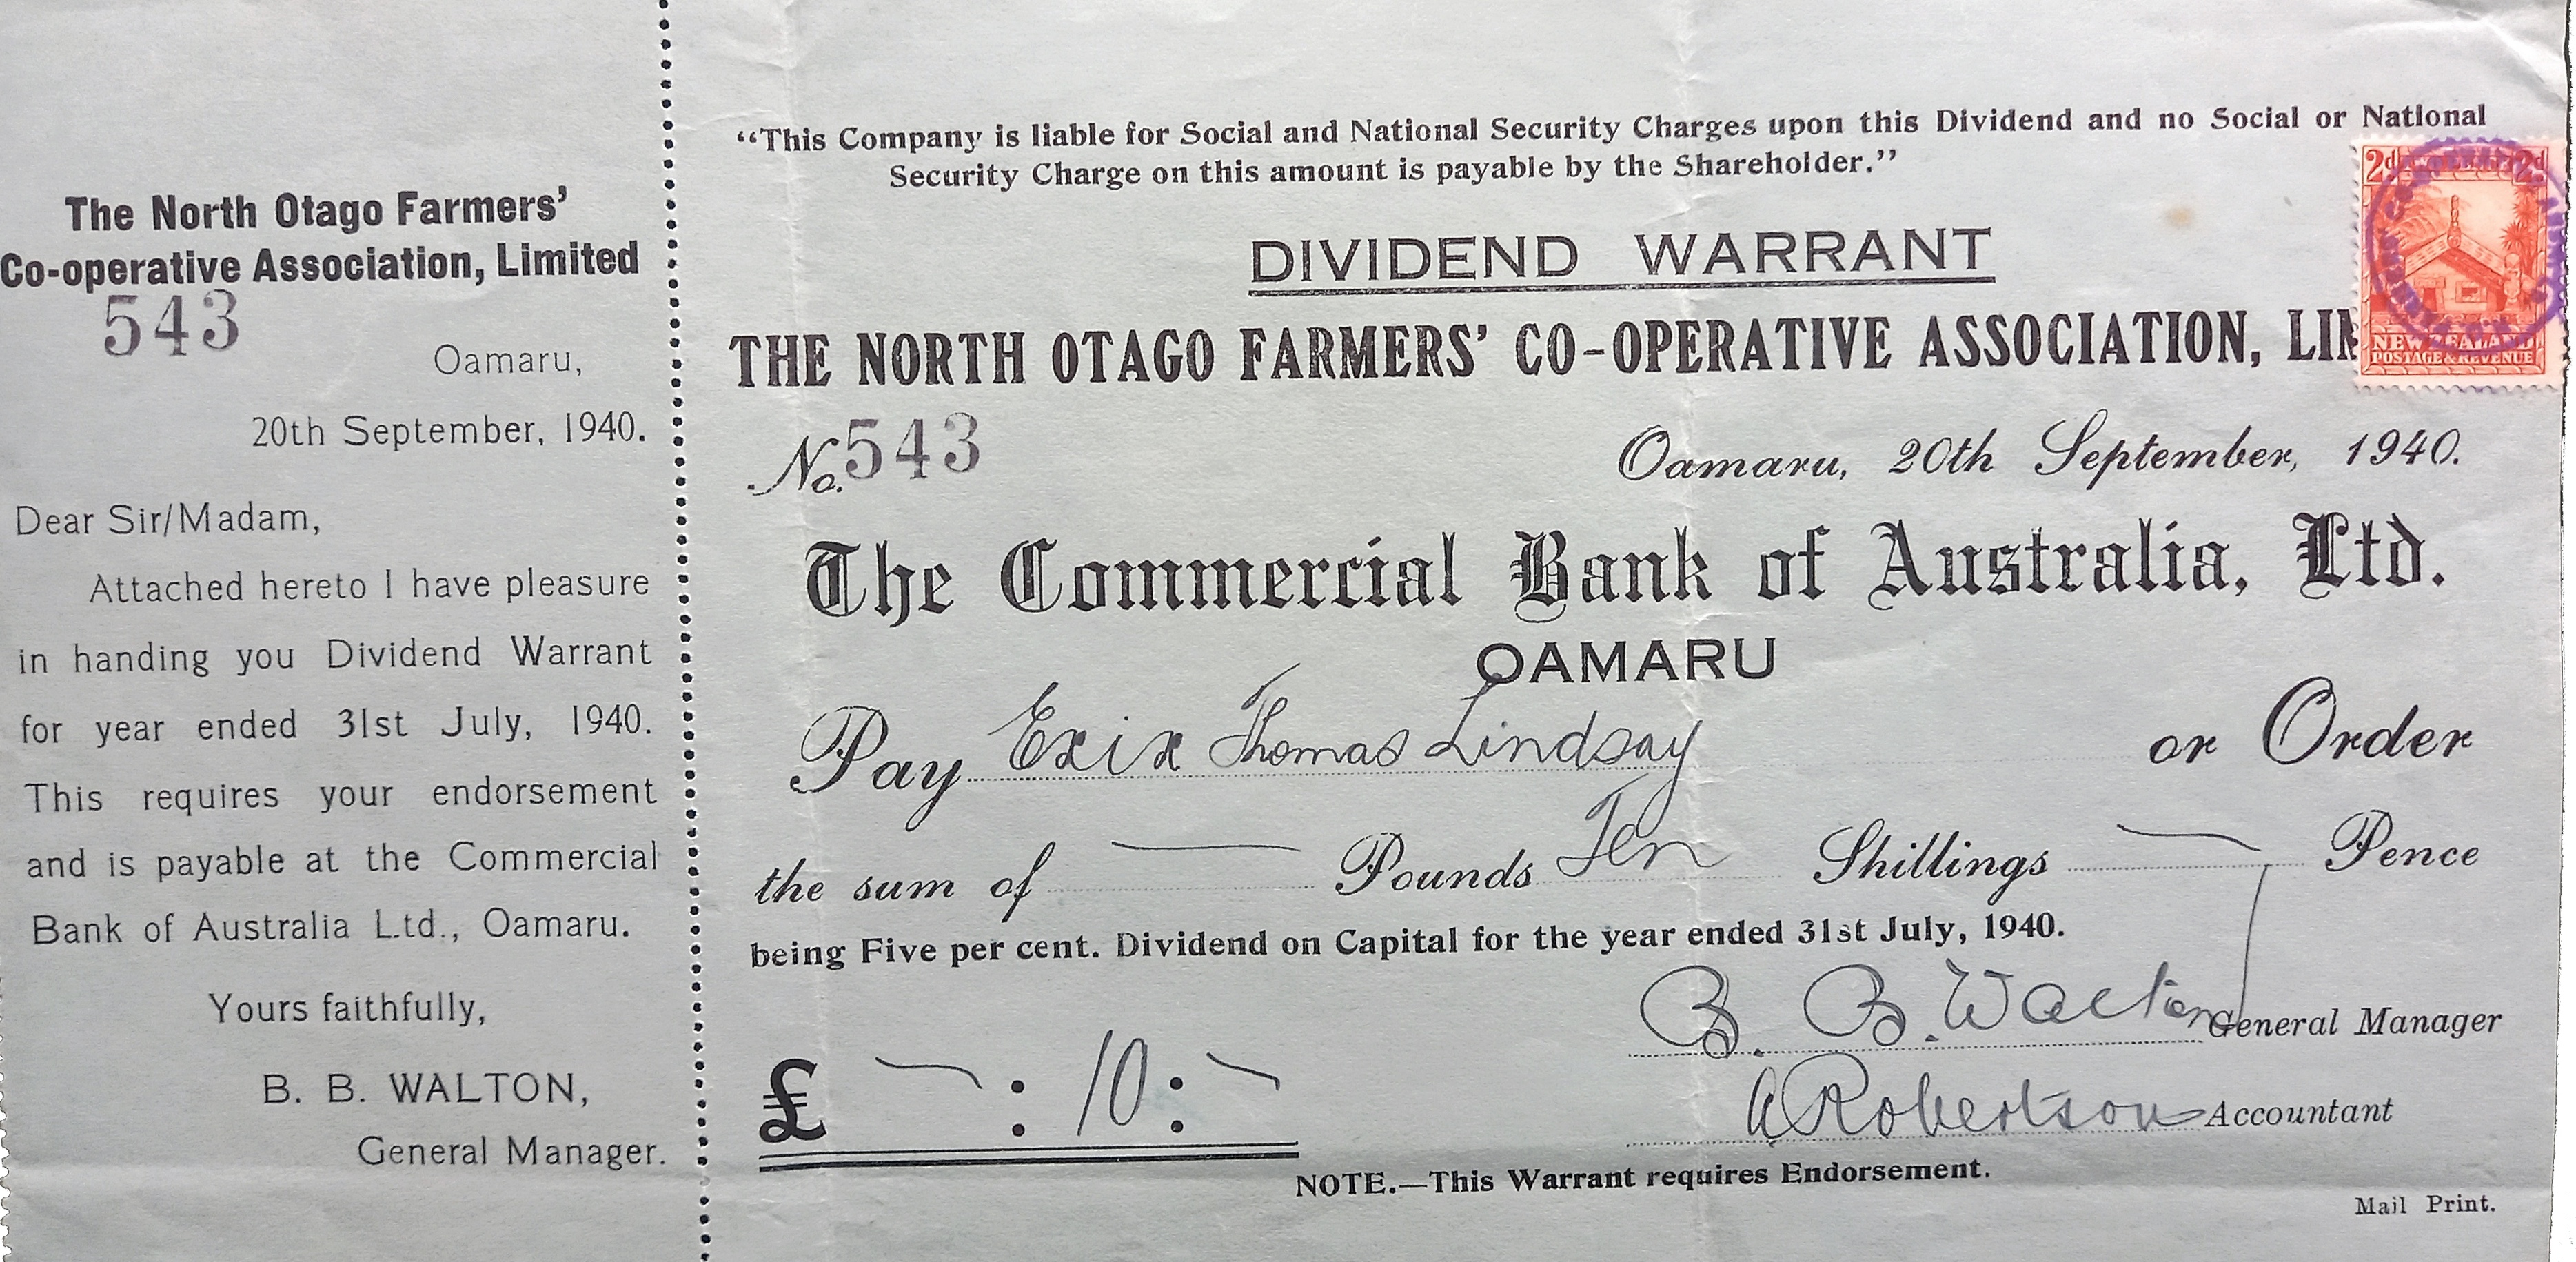 The North Otago Farmers'
Co-operative Association, Limited
543
Oamaru,
20th September, 1940.
Dear Sir/Madam,
Attached hereto I have pleasure
in handing you Dividend Warrant
for year ended 31st July, 1940.
This requires your endorsement
and is payable at the Commercial
Bank of Australia Ltd., Oamaru.
Yours faithfully,
B. B. WALTON,
General Manager.
“This Company is liable for Social and National Security Charges upon this Dividend and no Social or National
Security Charge on this amount is payable by the Shareholder.”
DIVIDEND WARRANT
THE NORTH OTAGO FARMERS' CO-OPERATIVE ASSOCIATION, LIM
2d 2d
NEW ZEALAND
POSTAGE & REVENUE
No. 543
Oamaru, 20th September, 1940.
The Commercial Bank of Australia, Ltd.
OAMARU
Pay Thomas Lindsay or Order
the sum of — Pounds Ten Shillings — Pence
being Five per cent. Dividend on Capital for the year ended 31st July, 1940.
B. B. Walton General Manager
£ — : 10 : —
A Robertson Accountant
NOTE.—This Warrant requires Endorsement.
Mail Print.